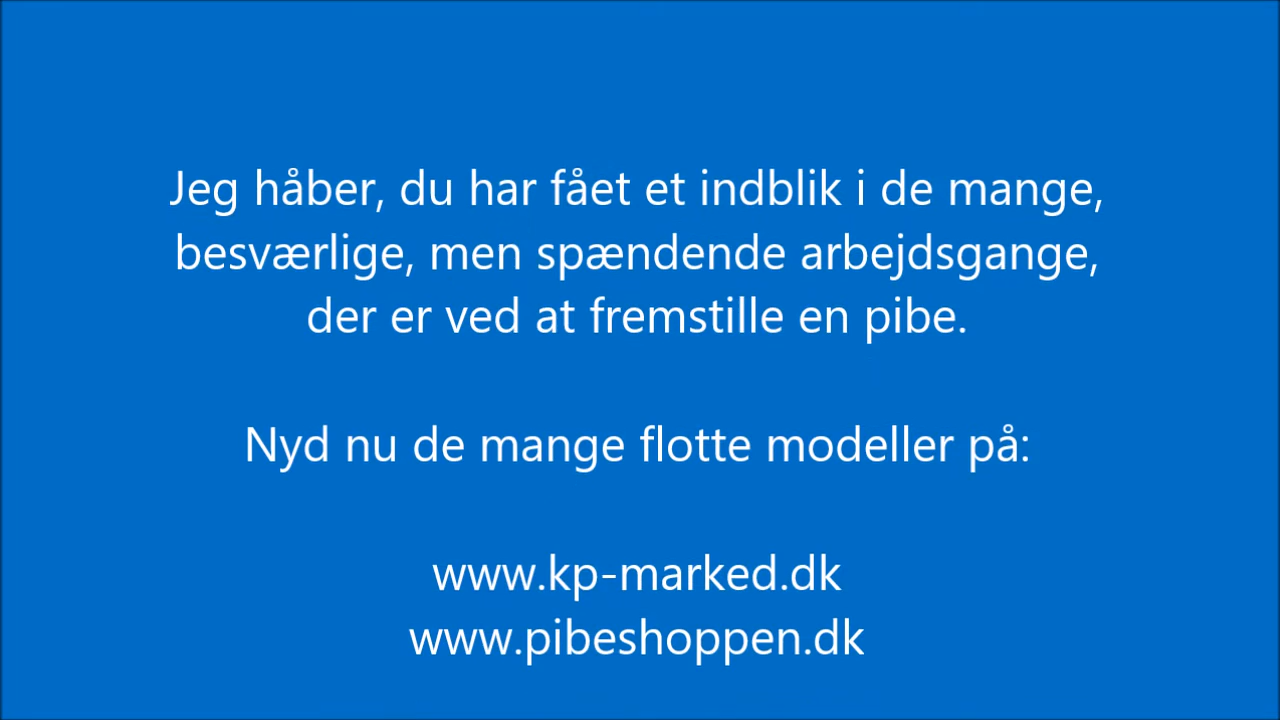 Jeg håber, du har fået et indblik i de mange,
besværlige, men spændende arbejdsgange,
der er ved at fremstille en pibe.
Nyd nu de mange flotte modeller på:
www.kp-marked.dk
www.pibeshoppen.dk